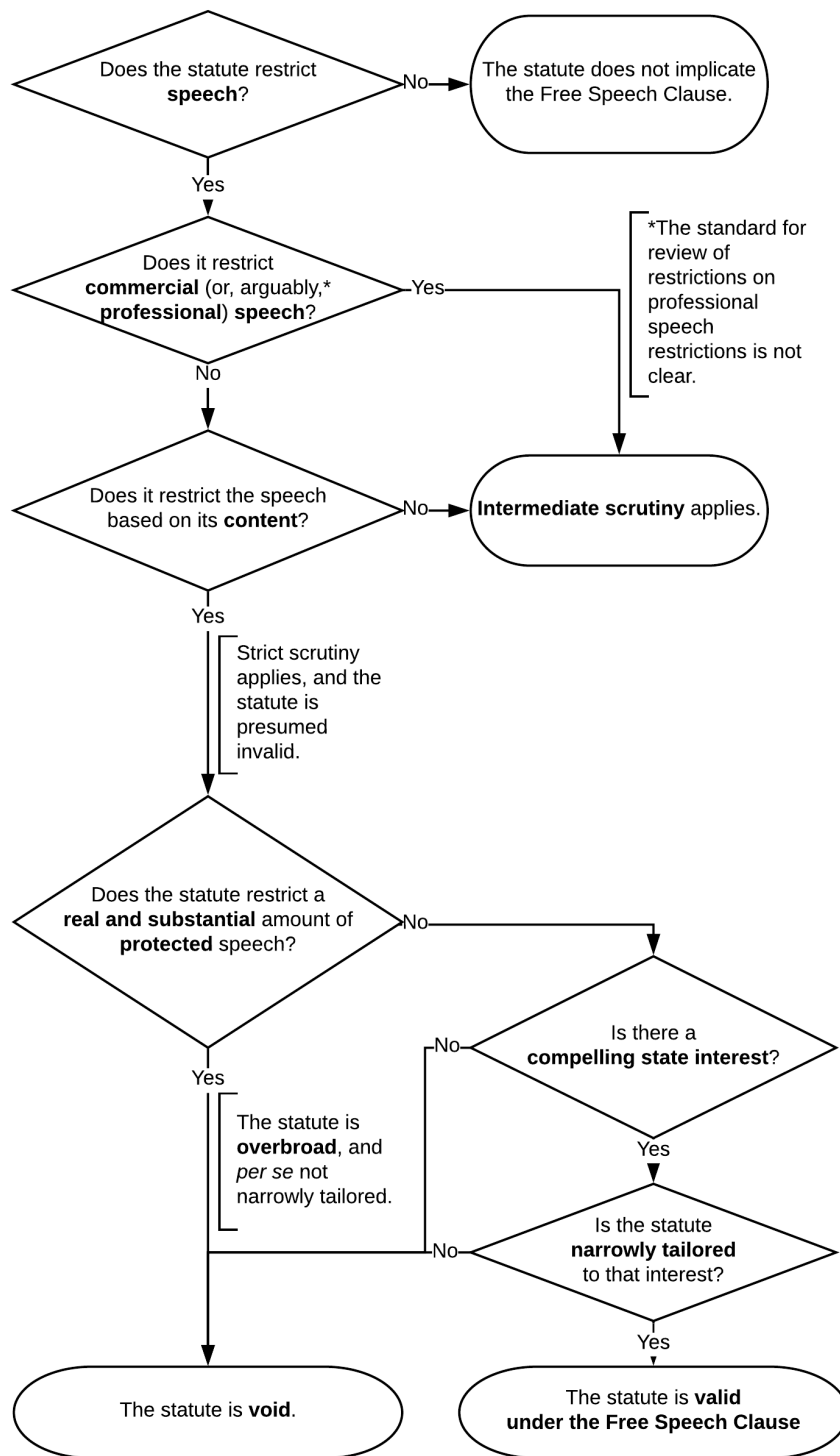 Does the statute restrict
speech?
No
The statute does not implicate
the Free Speech Clause.
Yes
Does it restrict
commercial (or, arguably,*
professional) speech?
Yes
*The standard for
review of
restrictions on
professional
speech
restrictions is not
clear.
No
Does it restrict the speech
based on its content?
No
Intermediate scrutiny applies.
Yes
Strict scrutiny
applies, and the
statute is
presumed
invalid.
Does the statute restrict a
real and substantial amount of
protected speech?
No
Is there a
compelling state interest?
No
Yes
Yes
The statute is
overbroad, and
per se not
narrowly tailored.
Is the statute
narrowly tailored
to that interest?
No
Yes
The statute is void.
The statute is valid
under the Free Speech Clause